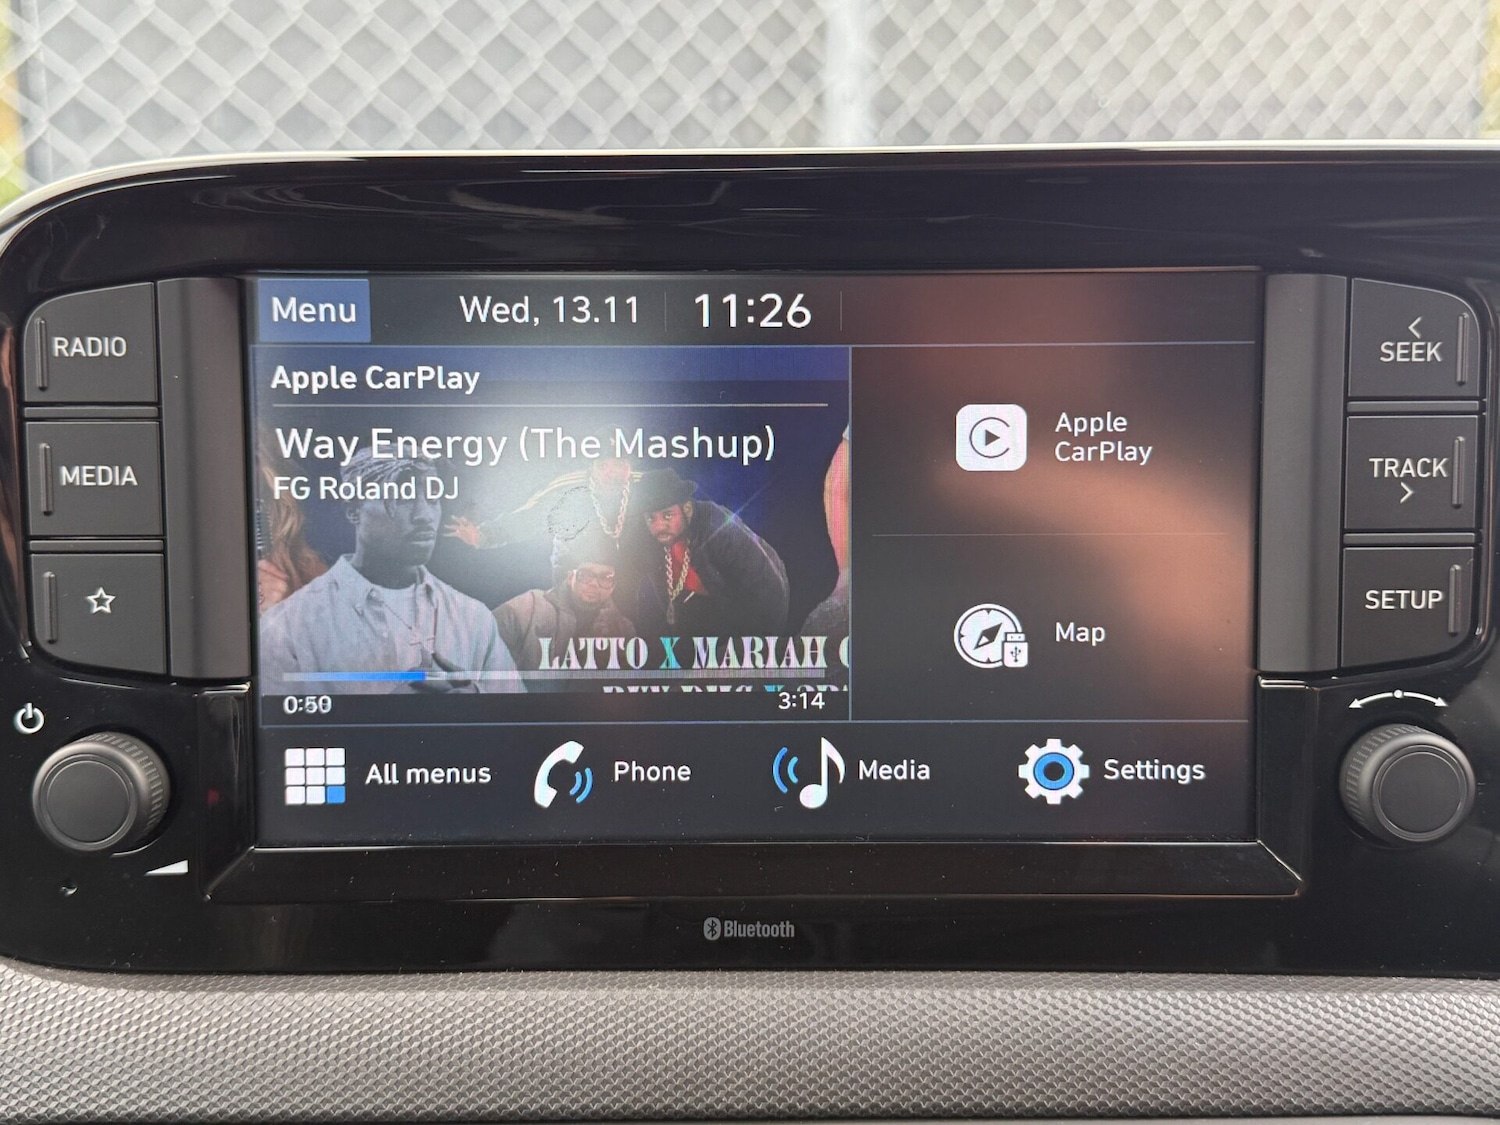 Menu
Wed, 13.11
11:26
RADIO
MEDIA
Apple CarPlay
Way Energy (The Mashup)
FG Roland DJ
LATTO X MARIAH
0:50
3:14
Apple
CarPlay
Map
All menus
Phone
Media
Settings
SEEK
TRACK
SETUP
Bluetooth